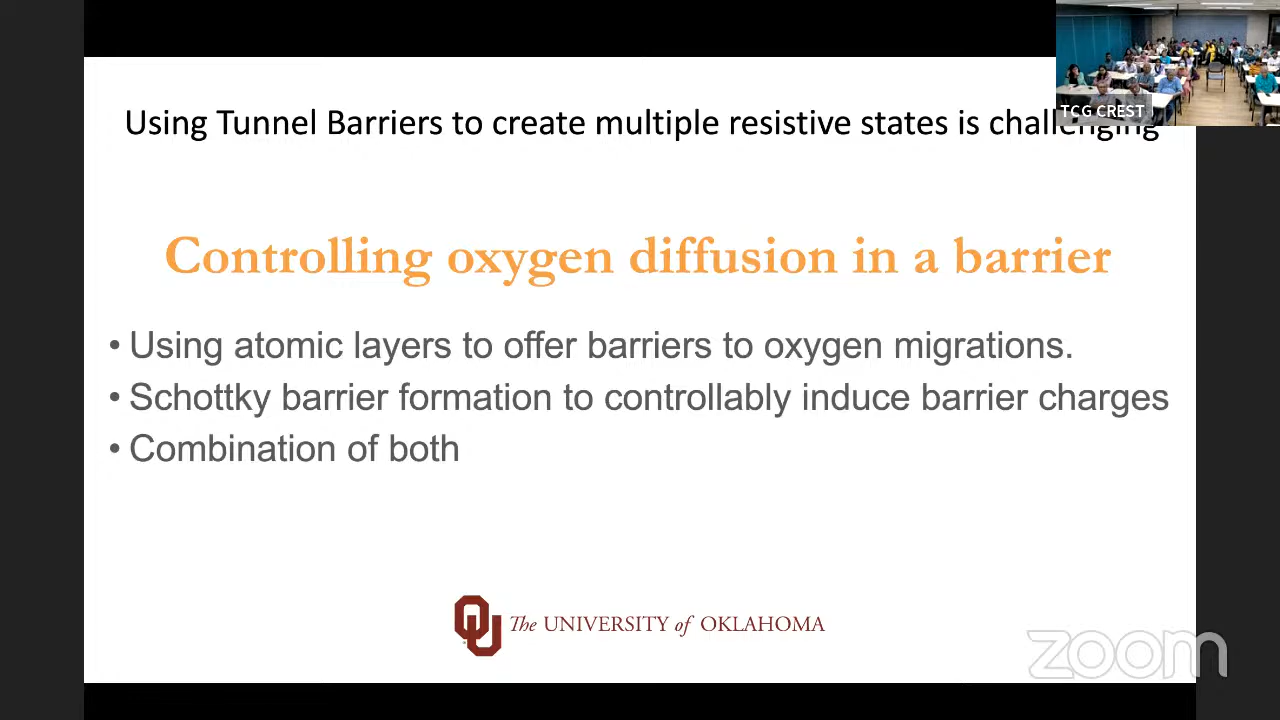 Using Tunnel Barriers to create multiple resistive states is challenging
TCG CREST
Controlling oxygen diffusion in a barrier
• Using atomic layers to offer barriers to oxygen migrations.
• Schottky barrier formation to controllably induce barrier charges
• Combination of both
OU The UNIVERSITY of OKLAHOMA
zoom